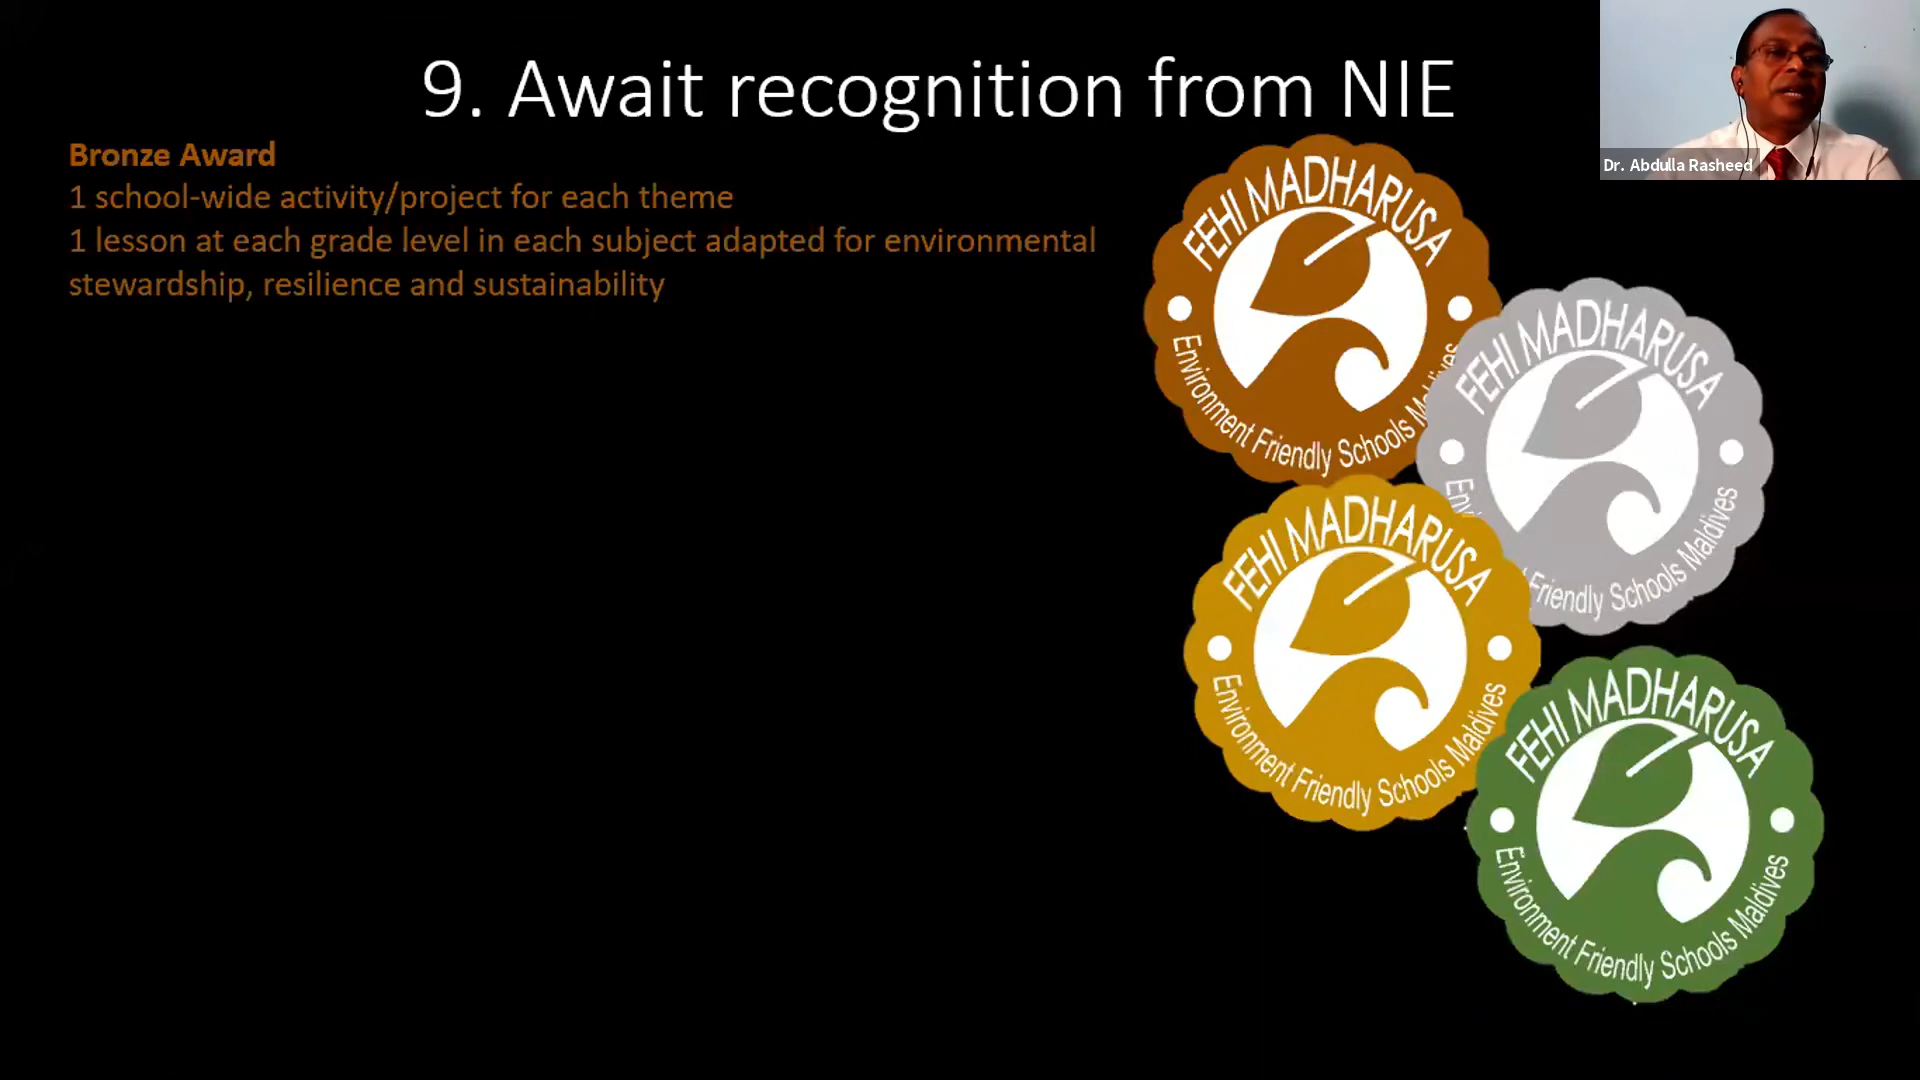 9. Await recognition from NIE
Dr. Abdulla Rasheed
Bronze Award
1 school-wide activity/project for each theme
1 lesson at each grade level in each subject adapted for environmental
stewardship, resilience and sustainability
FEHI MADHARUSA
Environment Friendly Schools
FEHI MADHARUSA
Friendly Schools Maldives
FEHI MADHARUSA
Environment Friendly Schools Maldives
FEHI MADHARUSA
Environment Friendly Schools Maldives